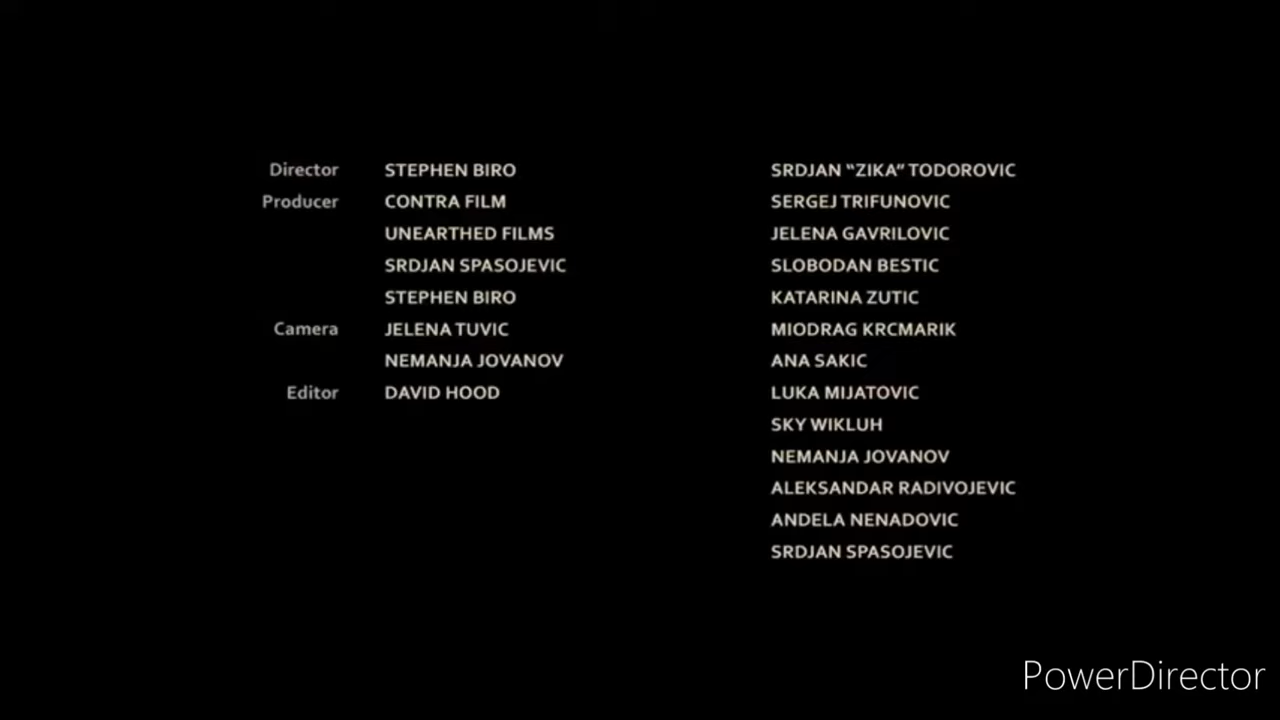 Director STEPHEN BIRO
Producer CONTRA FILM
UNEARTHED FILMS
SRDJAN SPASOJEVIC
STEPHEN BIRO
Camera JELENA TUVIC
NEMANJA JOVANOV
Editor DAVID HOOD
SRDJAN “ZIKA” TODOROVIC
SERGEJ TRIFUNOVIC
JELENA GAVRILOVIC
SLOBODAN BESTIC
KATARINA ZUTIC
MIODRAG KRCMARIK
ANA SAKIC
LUKA MIJATOVIC
SKY WIKLUH
NEMANJA JOVANOV
ALEKSANDAR RADIVOJEVIC
ANDELA NENADOVIC
SRDJAN SPASOJEVIC
PowerDirector